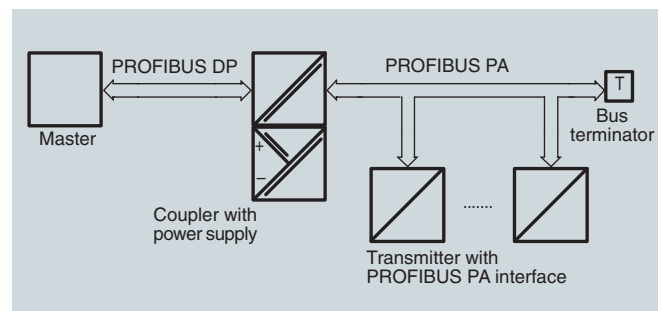 PROFIBUS DP
PROFIBUS PA
T
Master
Bus
terminator
+
–
Coupler with
power supply
........
Transmitter with
PROFIBUS PA interface